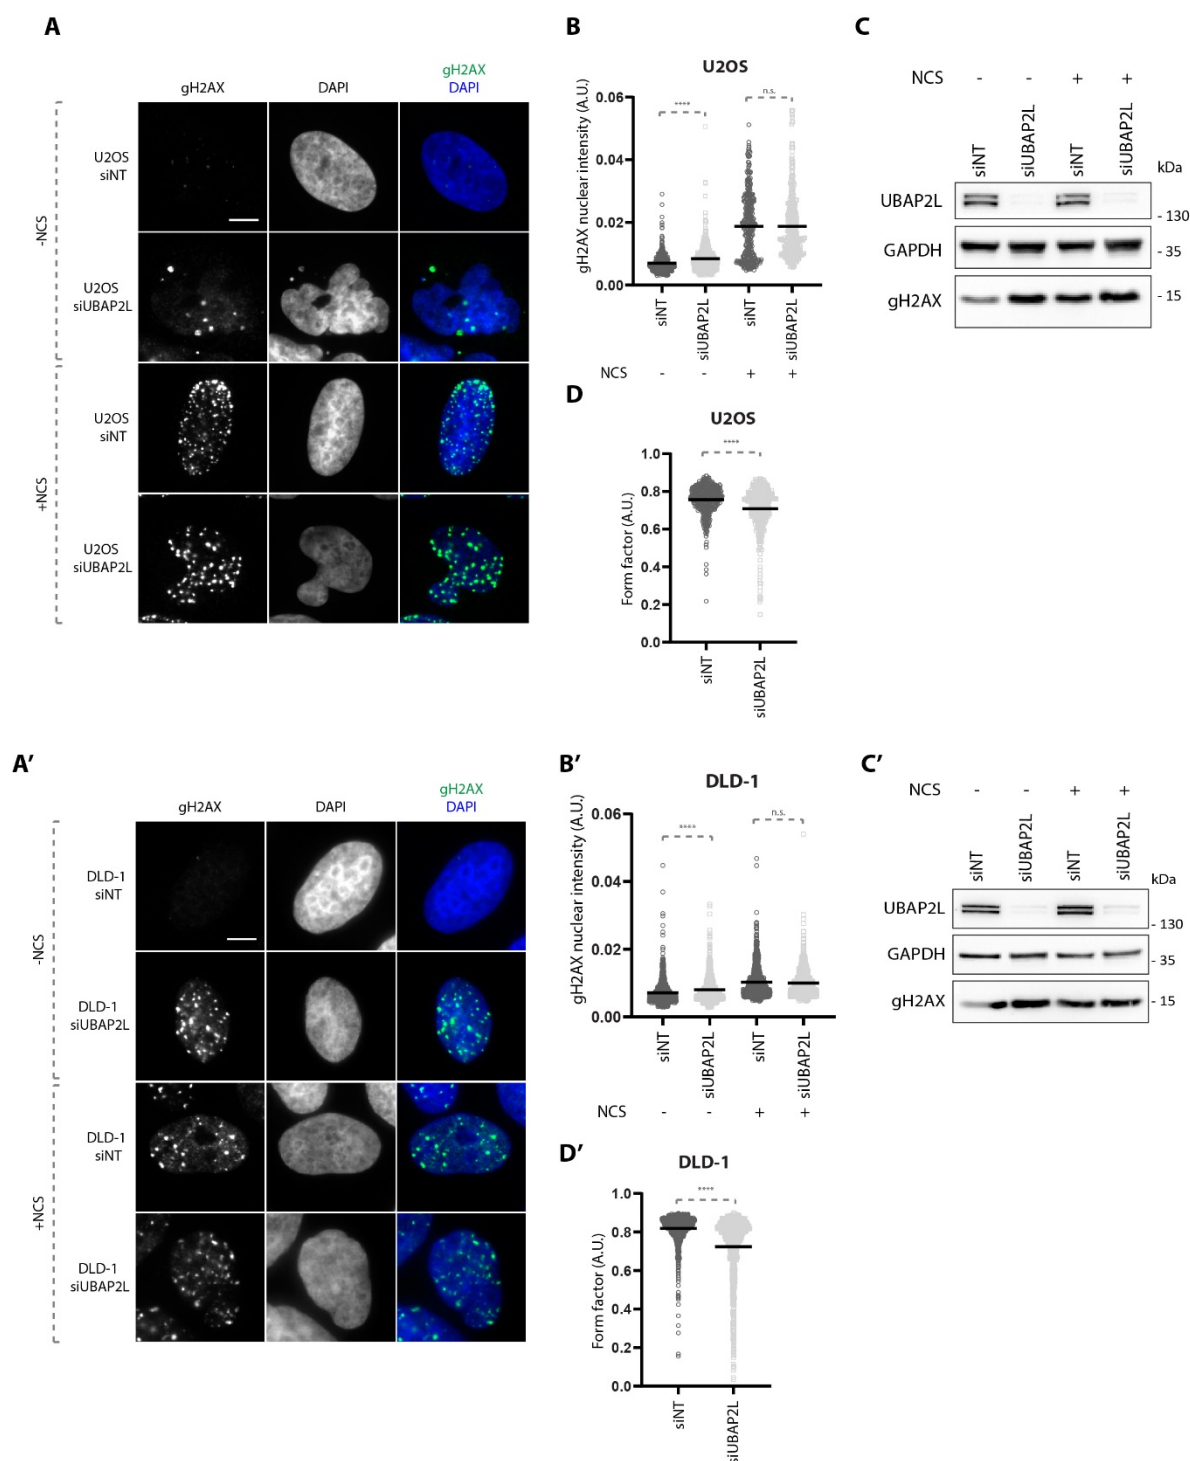 A
gH2AX
DAPI
gH2AX
DAPI
-NCS
+NCS
U2OS
siNT
U2OS
siUBAP2L
U2OS
siNT
U2OS
siUBAP2L
B
U2OS
gH2AX nuclear intensity (A.U.)
0.06
0.04
0.02
0.00
****
n.s.
siNT
siUBAP2L
siNT
siUBAP2L
NCS - - + +
C
NCS - - + +
siNT
siUBAP2L
siNT
siUBAP2L
kDa
UBAP2L
- 130
GAPDH
- 35
gH2AX
- 15
D
U2OS
Form factor (A.U.)
1.0
0.8
0.6
0.4
0.2
0.0
****
siNT
siUBAP2L
A'
gH2AX
DAPI
gH2AX
DAPI
-NCS
+NCS
DLD-1
siNT
DLD-1
siUBAP2L
DLD-1
siNT
DLD-1
siUBAP2L
B'
DLD-1
gH2AX nuclear intensity (A.U.)
0.06
0.04
0.02
0.00
****
n.s.
siNT
siUBAP2L
siNT
siUBAP2L
NCS - - + +
C'
NCS - - + +
siNT
siUBAP2L
siNT
siUBAP2L
kDa
UBAP2L
- 130
GAPDH
- 35
gH2AX
- 15
D'
DLD-1
Form factor (A.U.)
1.0
0.8
0.6
0.4
0.2
0.0
****
siNT
siUBAP2L